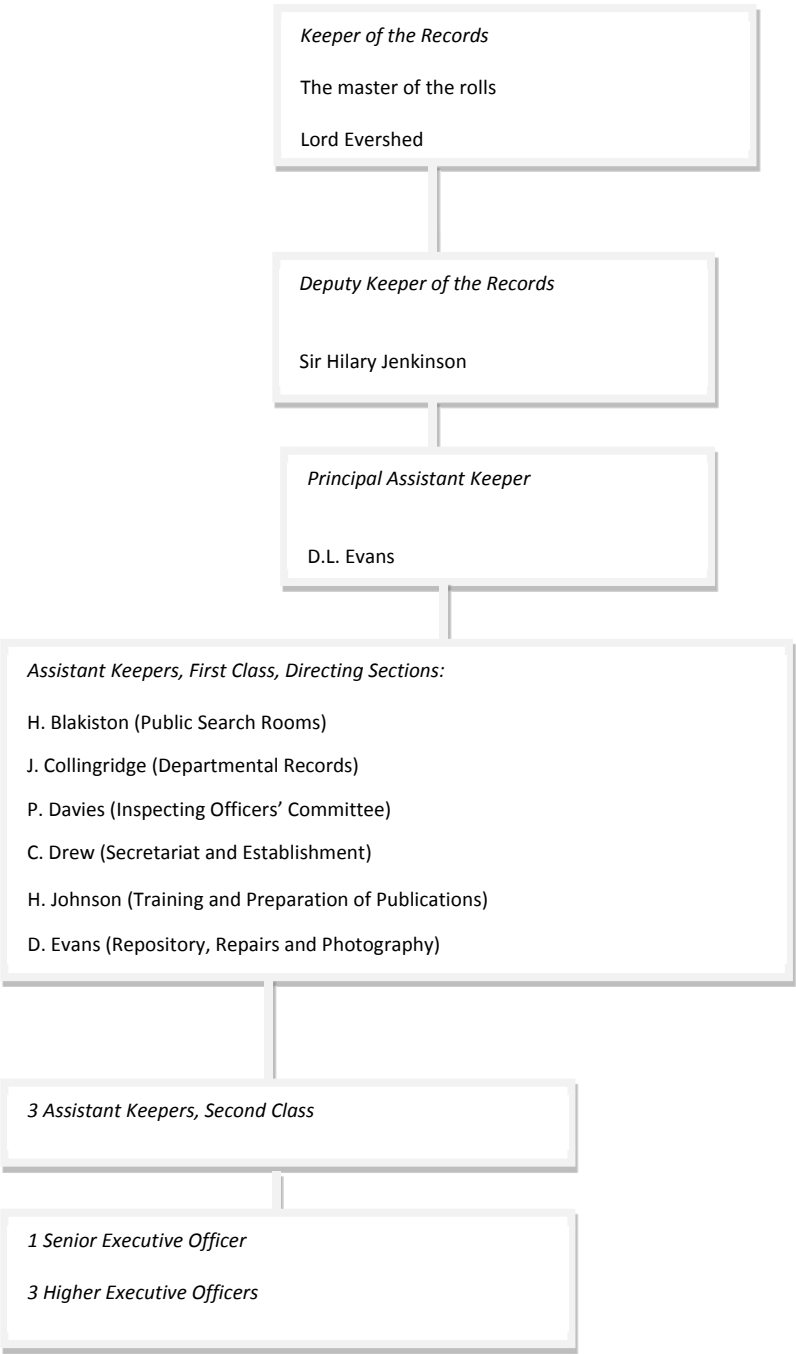 Keeper of the Records
The master of the rolls
Lord Evershed
Deputy Keeper of the Records
Sir Hilary Jenkinson
Principal Assistant Keeper
D.L. Evans
Assistant Keepers, First Class, Directing Sections:
H. Blakiston (Public Search Rooms)
J. Collingridge (Departmental Records)
P. Davies (Inspecting Officers’ Committee)
C. Drew (Secretariat and Establishment)
H. Johnson (Training and Preparation of Publications)
D. Evans (Repository, Repairs and Photography)
3 Assistant Keepers, Second Class
1 Senior Executive Officer
3 Higher Executive Officers